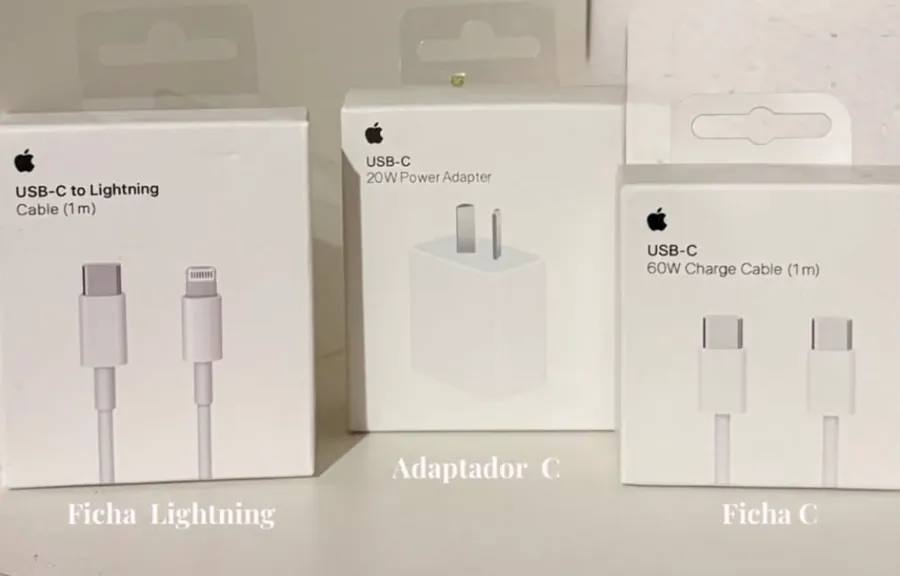 USB-C to Lightning
Cable (1m)
USB-C
20W Power Adapter
USB-C
60W Charge Cable (1m)
Adaptador C
Ficha Lightning
Ficha C